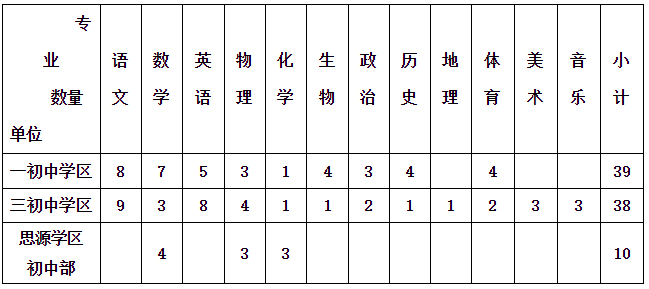 专
业
数量
单位
语文 数学 英语 物理 化学 生物 政治 历史 地理 体育 美术 音乐 小计
一初中学区 8 7 5 3 1 4 3 4 4 39
三初中学区 9 3 8 4 1 1 2 1 1 2 3 3 38
思源学区
初中部 4 3 3 10